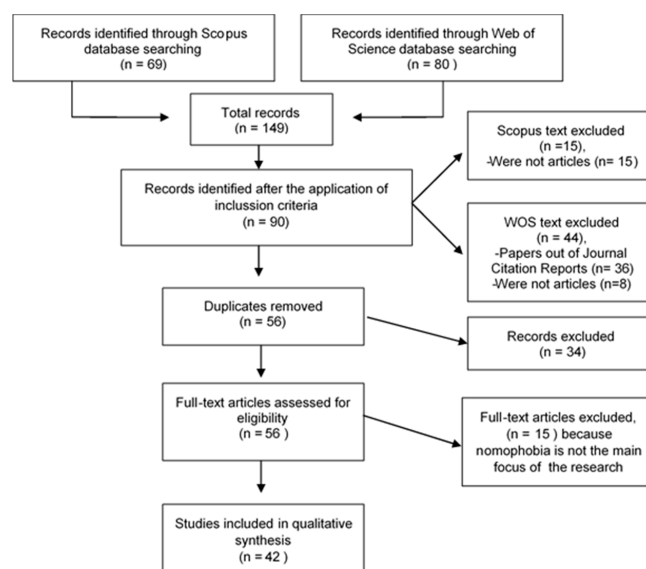 Records identified through Scopus
database searching
(n = 69)
Records identified through Web of
Science database searching
(n = 80 )
Total records
(n = 149)
Scopus text excluded
(n =15),
-Were not articles (n= 15)
Records identified after the application of
inclussion criteria
(n = 90)
WOS text excluded
(n = 44),
-Papers out of Journal
Citation Reports (n= 36)
-Were not articles (n=8)
Duplicates removed
(n = 56)
Records excluded
(n = 34)
Full-text articles assessed for
eligibility
(n = 56 )
Full-text articles excluded,
(n = 15 ) because
nomophobia is not the main
focus of the research
Studies included in qualitative
synthesis
(n = 42 )